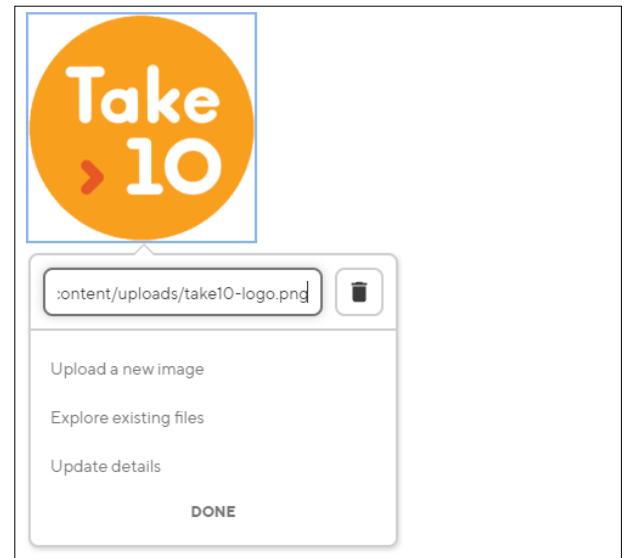 Take
› 10
:ontent/uploads/take10-logo.png
Upload a new image
Explore existing files
Update details
DONE